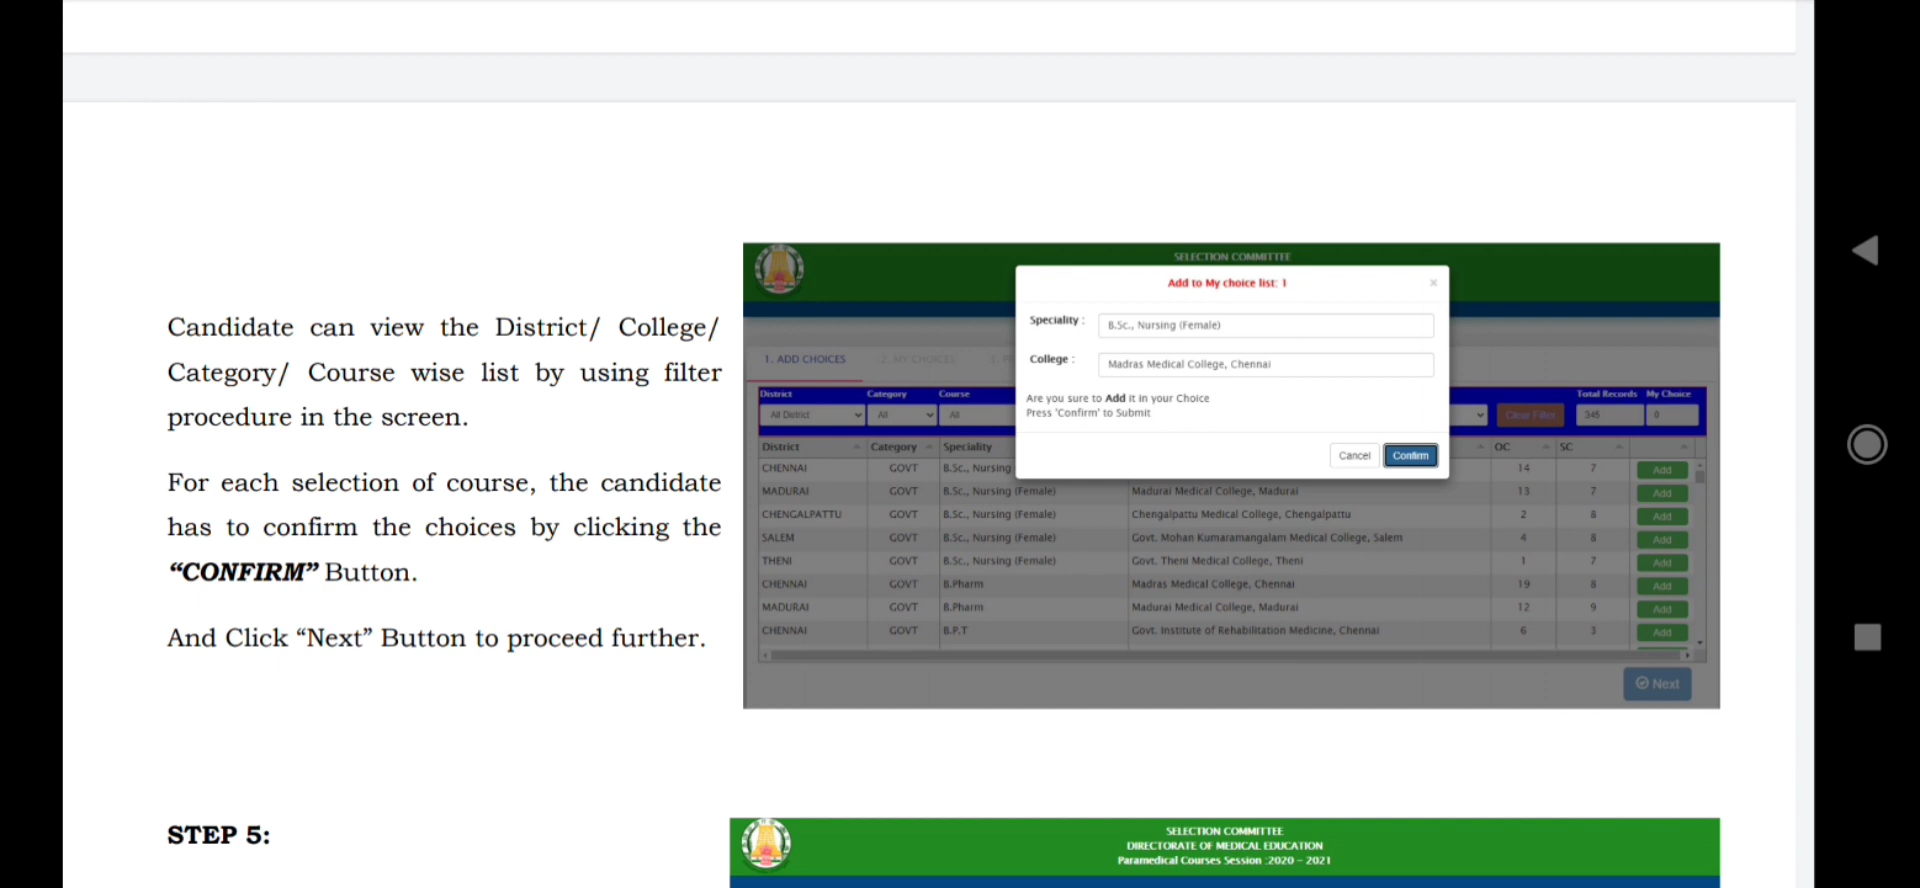 Candidate can view the District/ College/
Category/ Course wise list by using filter
procedure in the screen.
For each selection of course, the candidate
has to confirm the choices by clicking the
“CONFIRM” Button.
And Click “Next” Button to proceed further.
SELECTION COMMITTEE
Add to My choice list: 1 ×
Speciality : B.Sc., Nursing (Female)
College : Madras Medical College, Chennai
Are you sure to Add it in your Choice
Press 'Confirm' to Submit
Cancel Confirm
1. ADD CHOICES 2. MY CHOICES 3.
District Category Course Total Records My Choice
All District All All Clear Filter 345 0
District Category Speciality OC SC
CHENNAI GOVT B.Sc., Nursing 14 7 Add
MADURAI GOVT B.Sc., Nursing (Female) Madurai Medical College, Madurai 13 7 Add
CHENGALPATTU GOVT B.Sc., Nursing (Female) Chengalpattu Medical College, Chengalpattu 2 8 Add
SALEM GOVT B.Sc., Nursing (Female) Govt. Mohan Kumaramangalam Medical College, Salem 4 8 Add
THENI GOVT B.Sc., Nursing (Female) Govt. Theni Medical College, Theni 1 7 Add
CHENNAI GOVT B.Pharm Madras Medical College, Chennai 19 8 Add
MADURAI GOVT B.Pharm Madurai Medical College, Madurai 12 9 Add
CHENNAI GOVT B.P.T Govt. Institute of Rehabilitation Medicine, Chennai 6 3 Add
Next
STEP 5:
SELECTION COMMITTEE
DIRECTORATE OF MEDICAL EDUCATION
Paramedical Courses Session :2020 – 2021